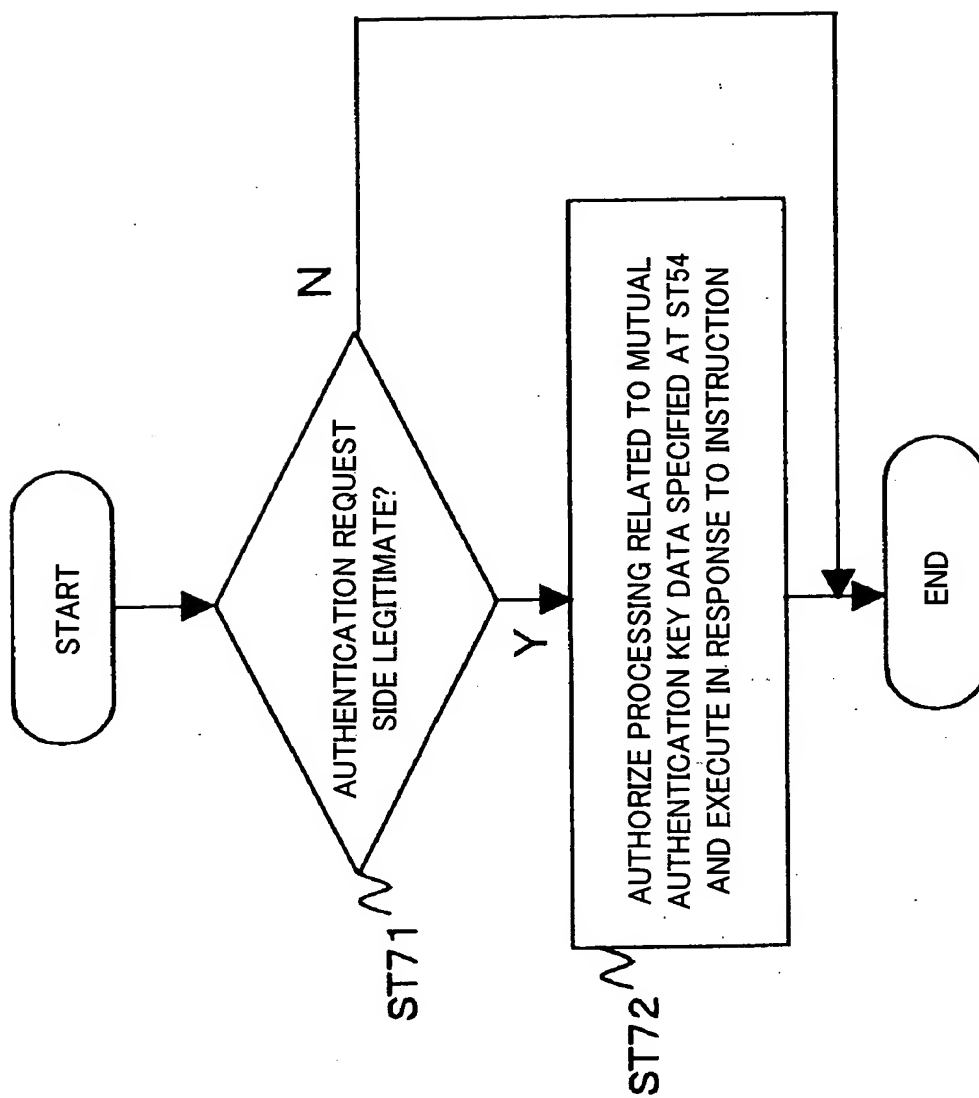 START
AUTHENTICATION REQUEST
SIDE LEGITIMATE?
N
ST71
Y
AUTHORIZE PROCESSING RELATED TO MUTUAL
AUTHENTICATION KEY DATA SPECIFIED AT ST54
AND EXECUTE IN RESPONSE TO INSTRUCTION
ST72
END